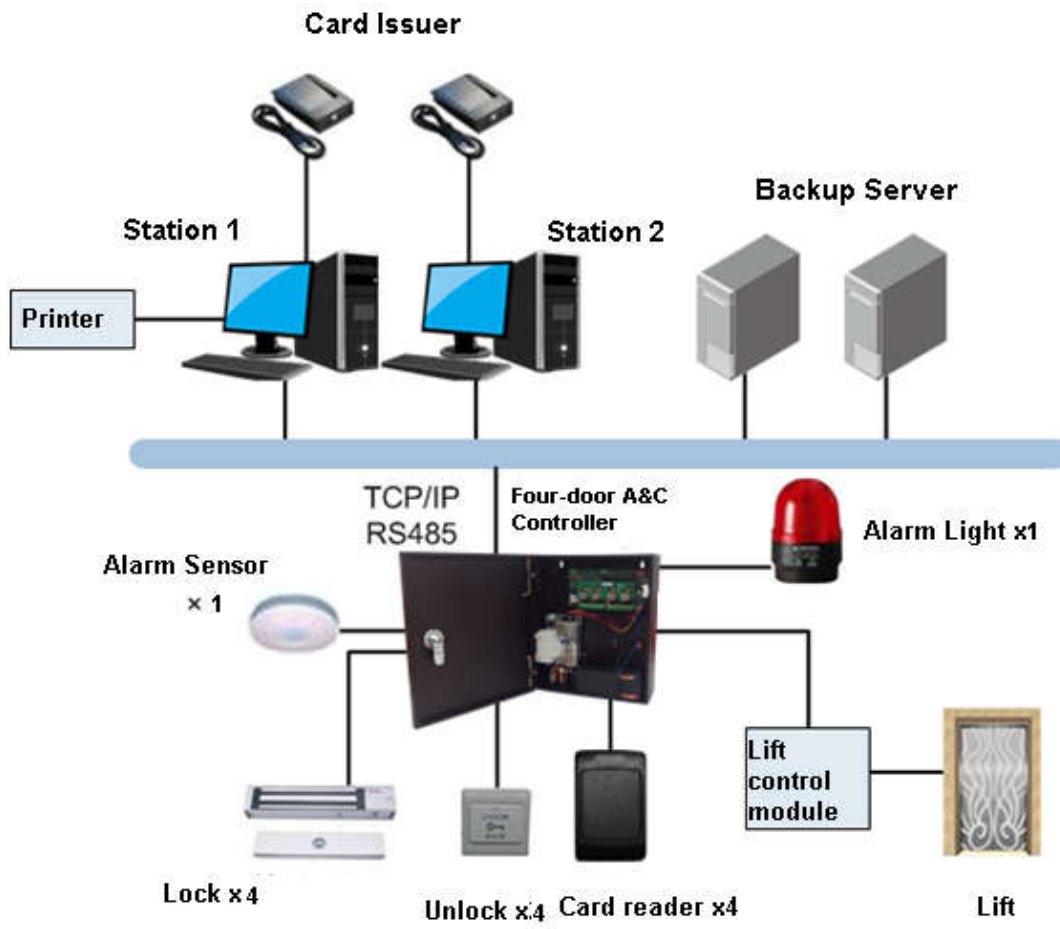 Card Issuer
Backup Server
Station 1
Station 2
Printer
TCP/IP
RS485
Four-door A&C
Controller
Alarm Light x1
Alarm Sensor
× 1
Lift
control
module
Lock x4
Unlock x4
Card reader x4
Lift